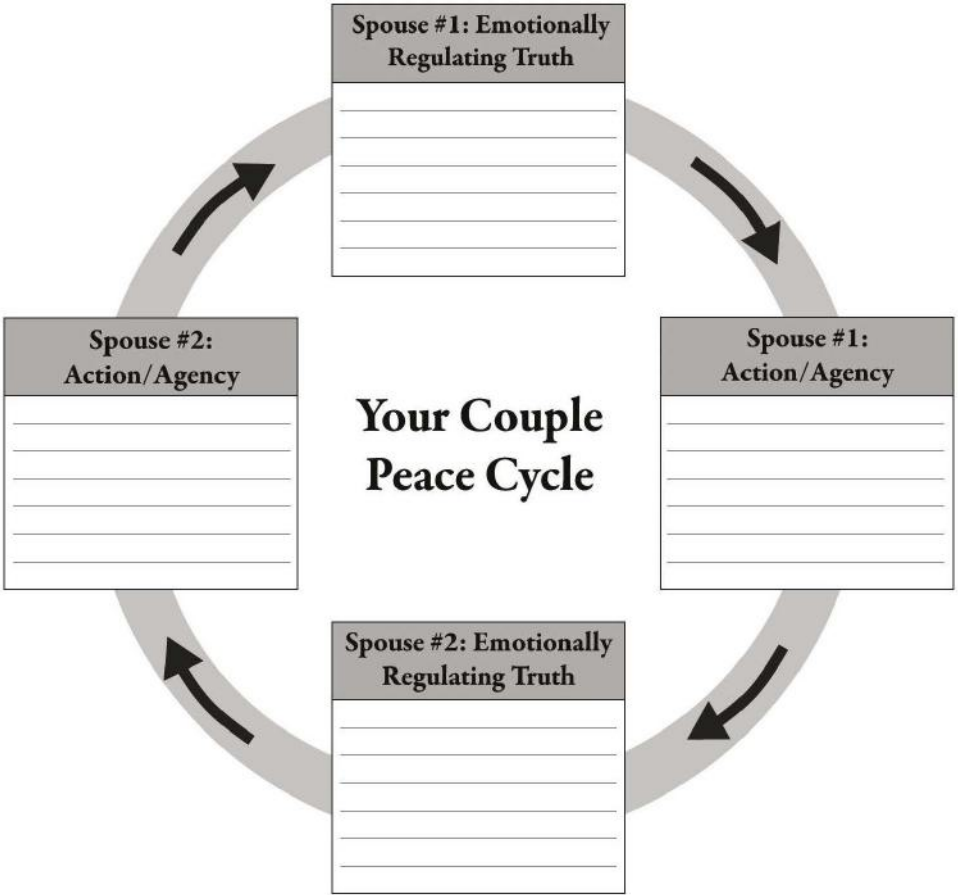 Spouse #1: Emotionally
Regulating Truth
Spouse #2:
Action/Agency
Spouse #1:
Action/Agency
Your Couple
Peace Cycle
Spouse #2: Emotionally
Regulating Truth